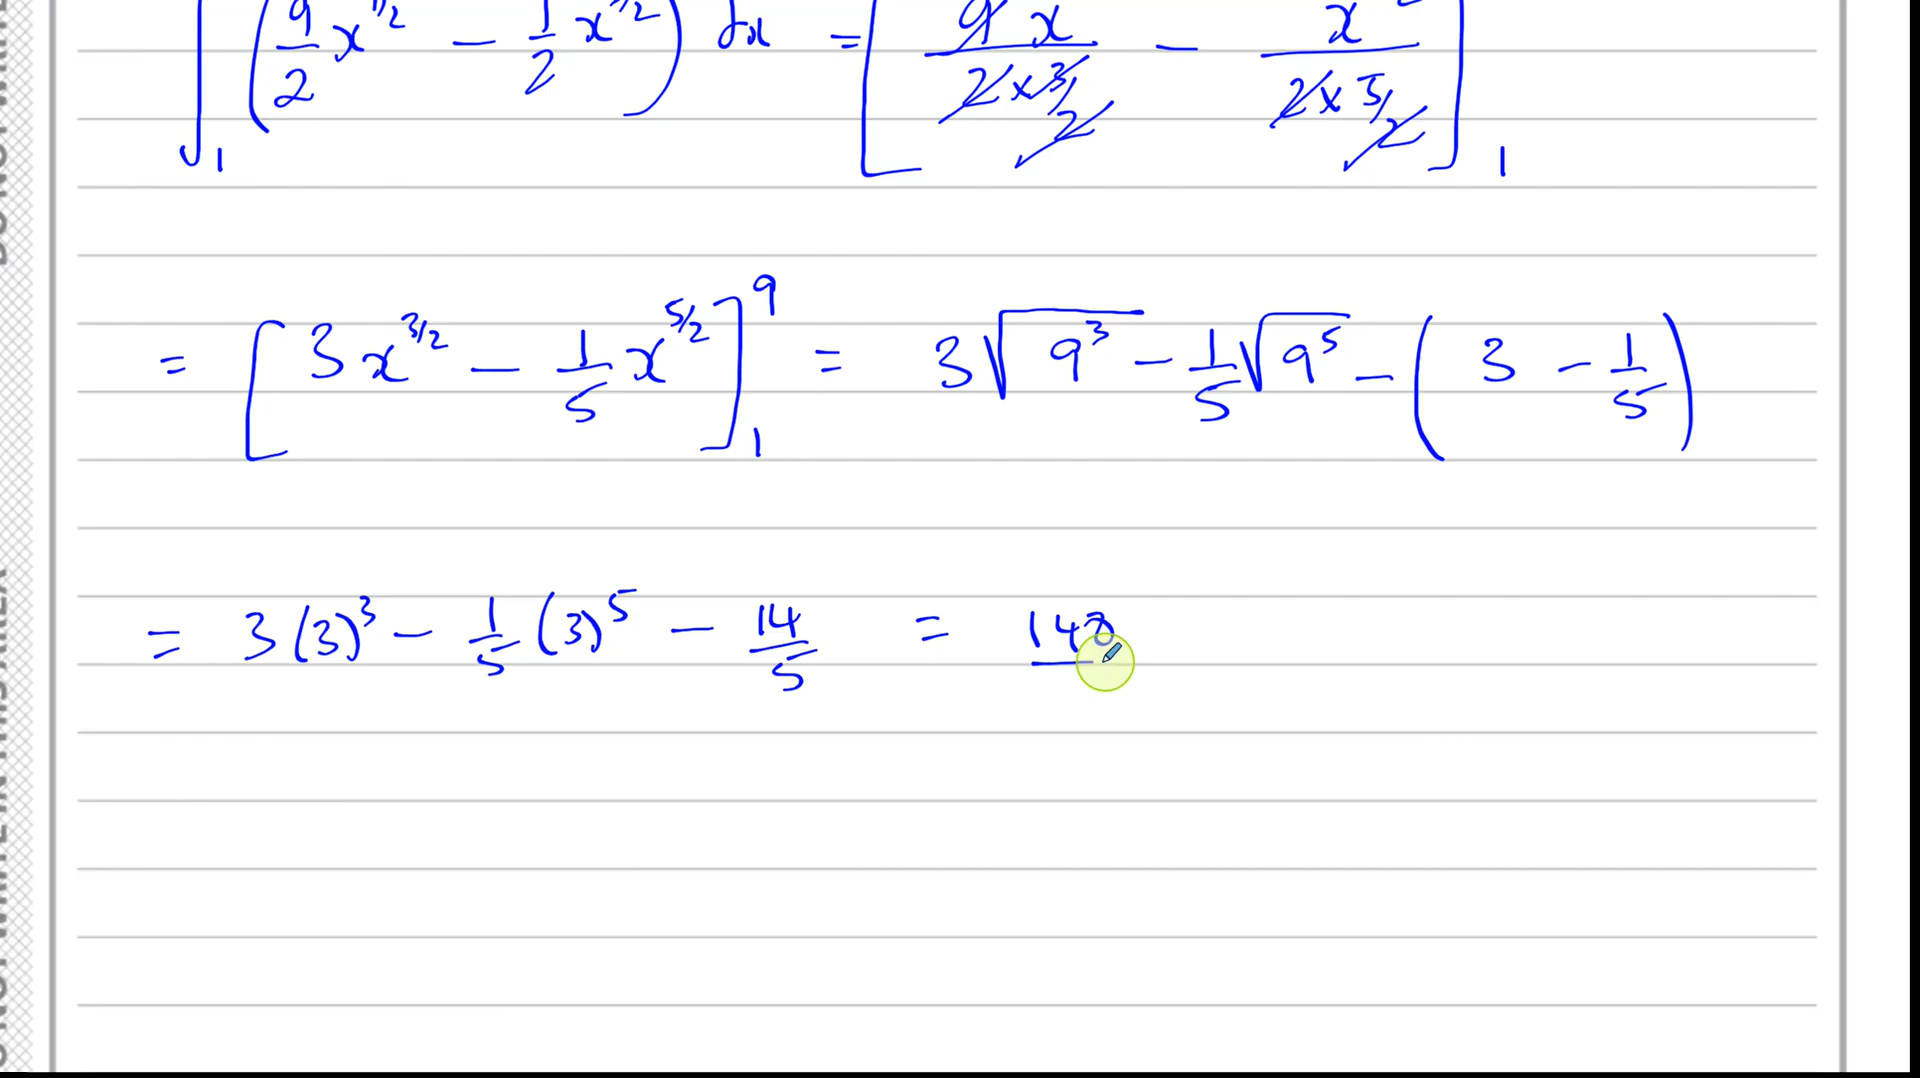 ∫₁ (9/2 x^1/2 − 1/2 x^3/2) dx = [9x/(2×3/2) − x/(2×5/2)]₁
= [3x^3/2 − 1/5 x^5/2]₁⁹ = 3√9³ − 1/5 √9⁵ − (3 − 1/5)
= 3(3)³ − 1/5 (3)⁵ − 14/5 = 148